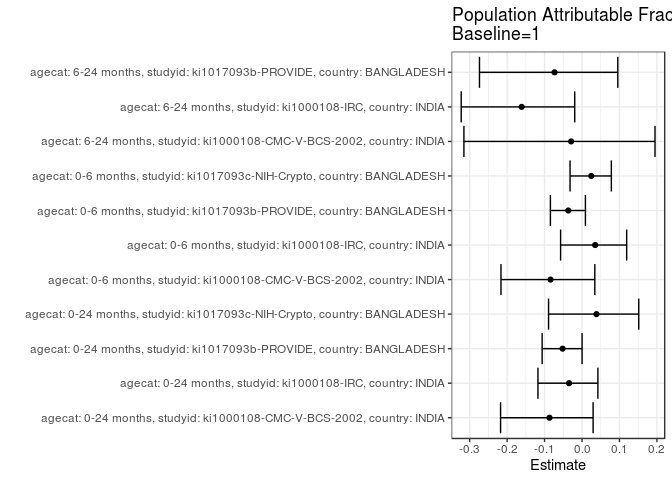 Population Attributable Frac
Baseline=1
agecat: 6-24 months, studyid: ki1017093b-PROVIDE, country: BANGLADESH
agecat: 6-24 months, studyid: ki1000108-IRC, country: INDIA
agecat: 6-24 months, studyid: ki1000108-CMC-V-BCS-2002, country: INDIA
agecat: 0-6 months, studyid: ki1017093c-NIH-Crypto, country: BANGLADESH
agecat: 0-6 months, studyid: ki1017093b-PROVIDE, country: BANGLADESH
agecat: 0-6 months, studyid: ki1000108-IRC, country: INDIA
agecat: 0-6 months, studyid: ki1000108-CMC-V-BCS-2002, country: INDIA
agecat: 0-24 months, studyid: ki1017093c-NIH-Crypto, country: BANGLADESH
agecat: 0-24 months, studyid: ki1017093b-PROVIDE, country: BANGLADESH
agecat: 0-24 months, studyid: ki1000108-IRC, country: INDIA
agecat: 0-24 months, studyid: ki1000108-CMC-V-BCS-2002, country: INDIA
-0.3 -0.2 -0.1 0.0 0.1 0.2
Estimate